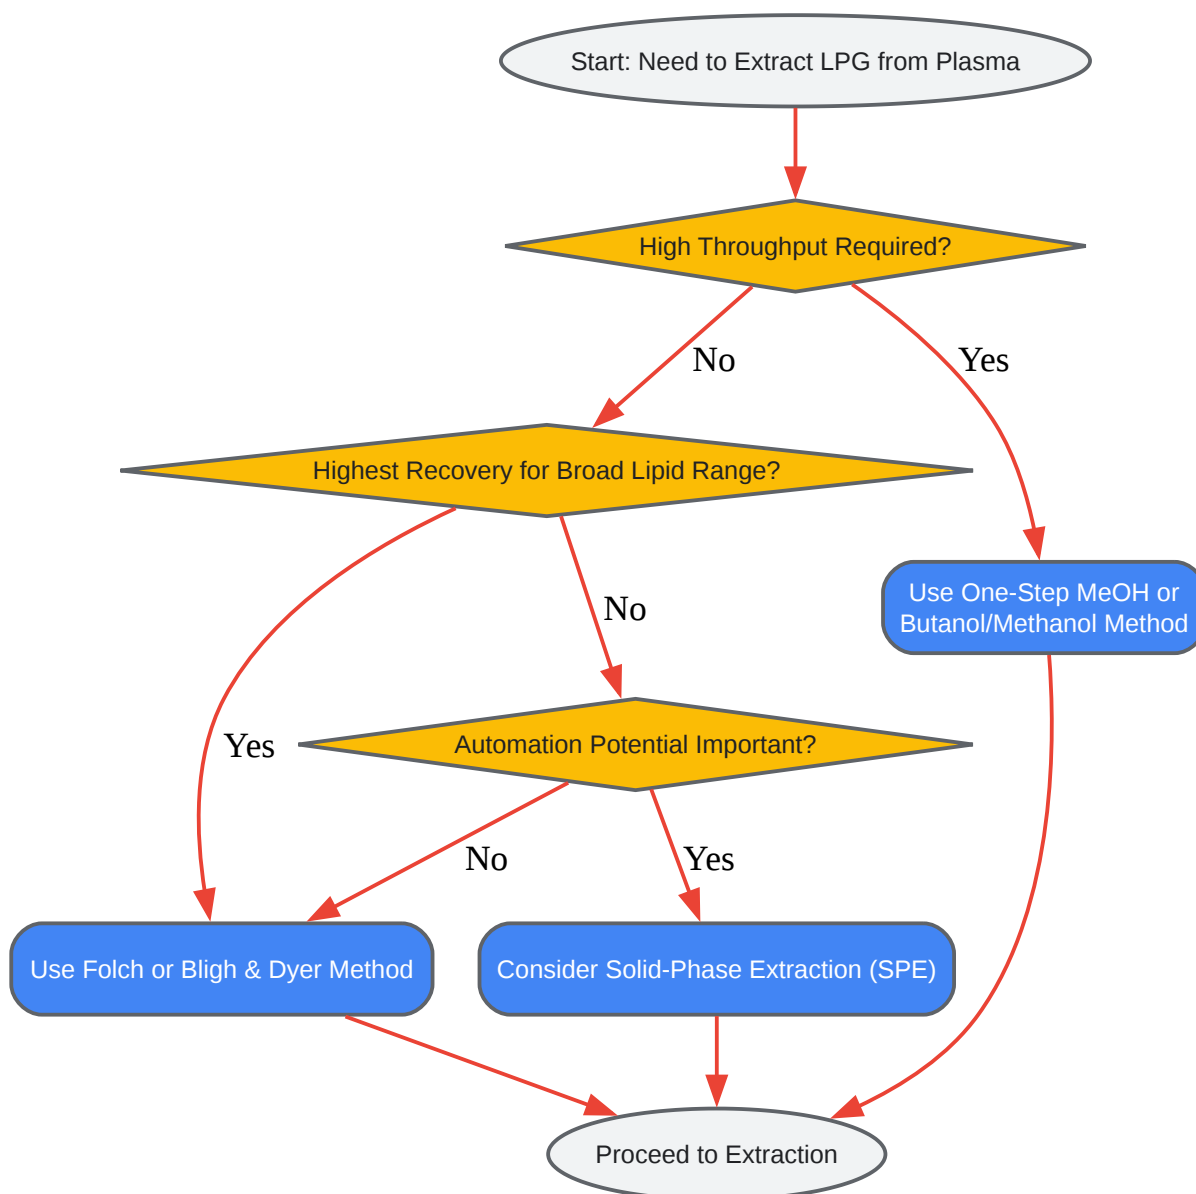 Start: Need to Extract LPG from Plasma
High Throughput Required?
No
Yes
Highest Recovery for Broad Lipid Range?
Use One-Step MeOH or
Butanol/Methanol Method
No
Yes
Automation Potential Important?
No
Yes
Use Folch or Bligh & Dyer Method
Consider Solid-Phase Extraction (SPE)
Proceed to Extraction